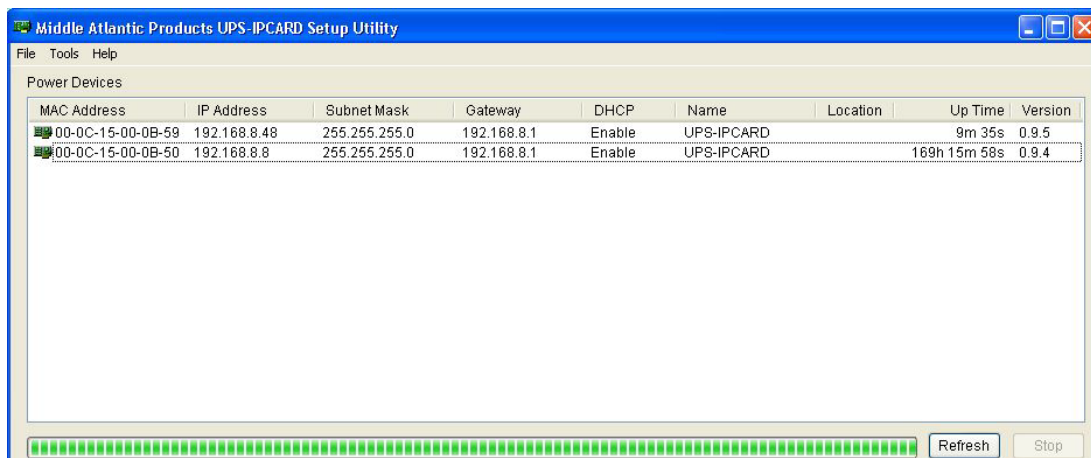 Middle Atlantic Products UPS-IPCARD Setup Utility
File Tools Help
Power Devices
MAC Address IP Address Subnet Mask Gateway DHCP Name Location Up Time Version
00-0C-15-00-0B-59 192.168.8.48 255.255.255.0 192.168.8.1 Enable UPS-IPCARD 9m 35s 0.9.5
00-0C-15-00-0B-50 192.168.8.8 255.255.255.0 192.168.8.1 Enable UPS-IPCARD 169h 15m 58s 0.9.4
Refresh Stop